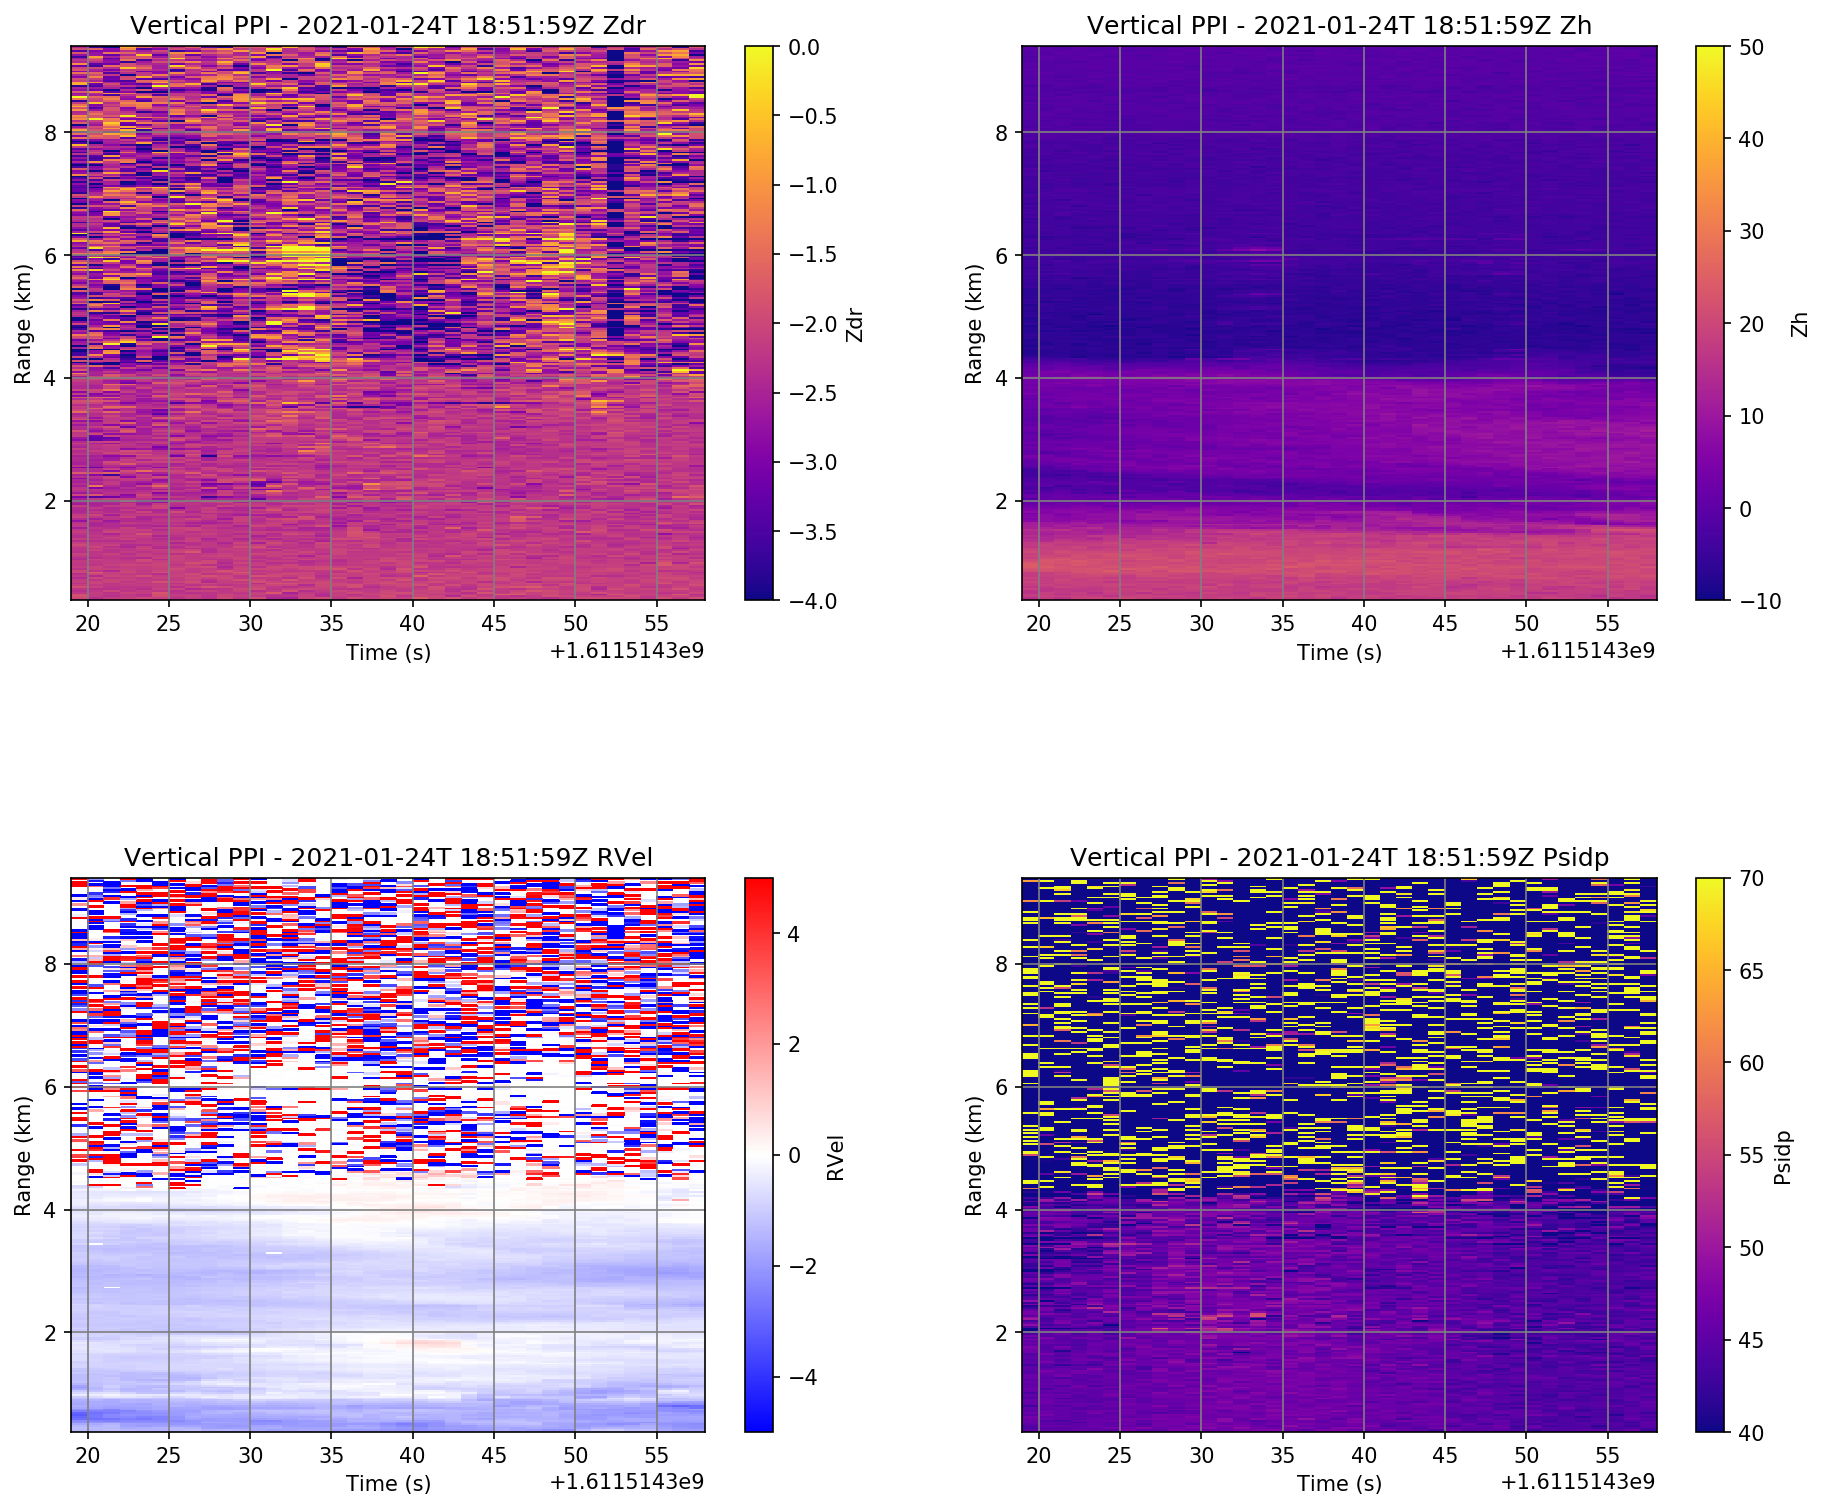 Vertical PPI - 2021-01-24T 18:51:59Z Zdr
Range (km)
8
6
4
2
20 25 30 35 40 45 50 55
Time (s)
+1.6115143e9
0.0
−0.5
−1.0
−1.5
−2.0
−2.5
−3.0
−3.5
−4.0
Zdr
Vertical PPI - 2021-01-24T 18:51:59Z Zh
Range (km)
8
6
4
2
20 25 30 35 40 45 50 55
Time (s)
+1.6115143e9
50
40
30
20
10
0
−10
Zh
Vertical PPI - 2021-01-24T 18:51:59Z RVel
Range (km)
8
6
4
2
20 25 30 35 40 45 50 55
Time (s)
+1.6115143e9
4
2
0
−2
−4
RVel
Vertical PPI - 2021-01-24T 18:51:59Z Psidp
Range (km)
8
6
4
2
20 25 30 35 40 45 50 55
Time (s)
+1.6115143e9
70
65
60
55
50
45
40
Psidp